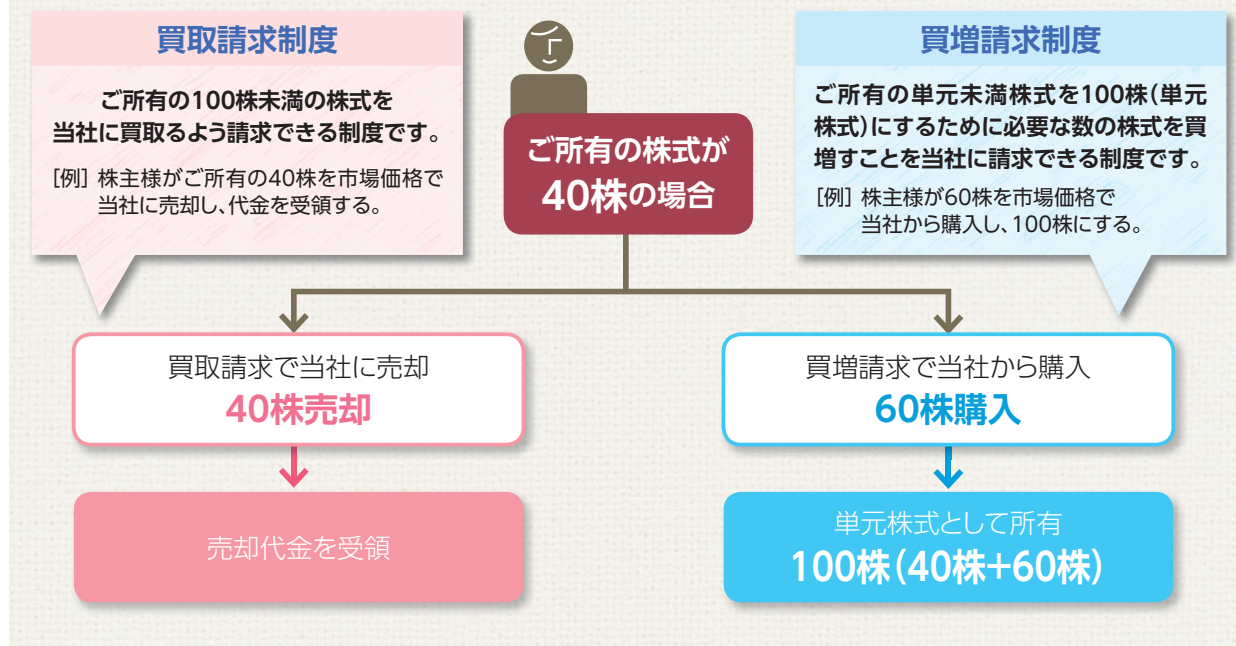 買取請求制度
ご所有の100株未満の株式を
当社に買取るよう請求できる制度です。
[例] 株主様がご所有の40株を市場価格で
当社に売却し、代金を受領する。
ご所有の株式が
40株の場合
買増請求制度
ご所有の単元未満株式を100株(単元
株式)にするために必要な数の株式を買
増すことを当社に請求できる制度です。
[例] 株主様が60株を市場価格で
当社から購入し、100株にする。
買取請求で当社に売却
40株売却
売却代金を受領
買増請求で当社から購入
60株購入
単元株式として所有
100株(40株+60株)